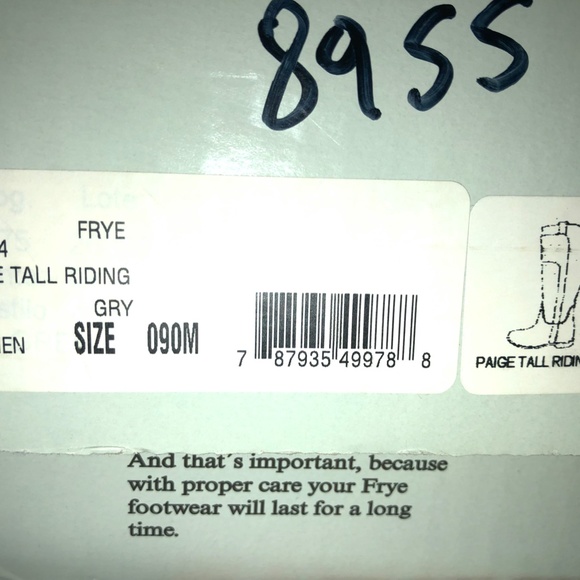 8955
FRYE
4
E TALL RIDING
GRY
EN SIZE 090M
7 87935 49978 8
PAIGE TALL RIDIN
And that´s important, because
with proper care your Frye
footwear will last for a long
time.